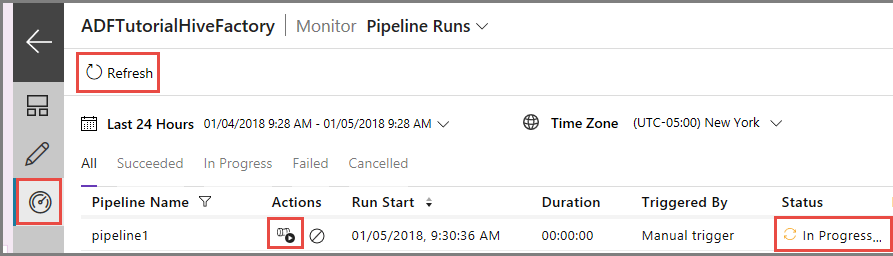 ADFTutorialHiveFactory | Monitor Pipeline Runs
Refresh
Last 24 Hours 01/04/2018 9:28 AM - 01/05/2018 9:28 AM Time Zone (UTC-05:00) New York
All Succeeded In Progress Failed Cancelled
Pipeline Name Actions Run Start Duration Triggered By Status
pipeline1 01/05/2018, 9:30:36 AM 00:00:00 Manual trigger In Progress...